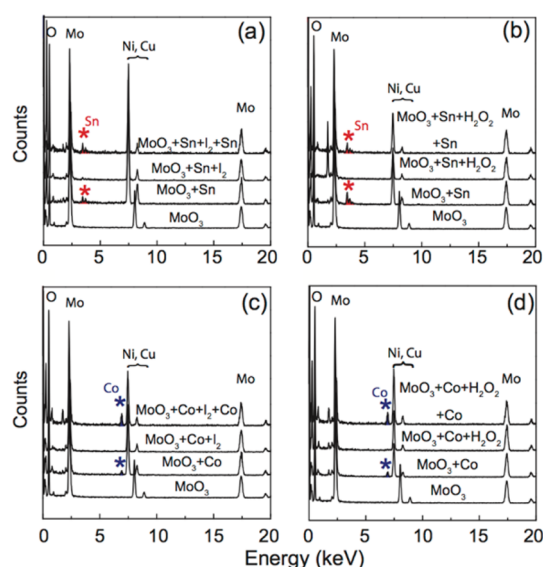 (a)
O Mo Ni, Cu Mo
Sn
*
MoO₃+Sn+I₂+Sn
MoO₃+Sn+I₂
*
MoO₃+Sn
MoO₃
0 5 10 15 20
Counts
(b)
O Mo Ni, Cu Mo
Sn
*
MoO₃+Sn+H₂O₂
+Sn
MoO₃+Sn+H₂O₂
*
MoO₃+Sn
MoO₃
0 5 10 15 20
Counts
(c)
O Mo Ni, Cu Mo
Co
*
MoO₃+Co+I₂+Co
MoO₃+Co+I₂
*
MoO₃+Co
MoO₃
0 5 10 15 20
Counts
(d)
O Mo Ni, Cu Mo
Co
*
MoO₃+Co+H₂O₂
+Co
MoO₃+Co+H₂O₂
*
MoO₃+Co
MoO₃
0 5 10 15 20
Counts
Energy (keV)